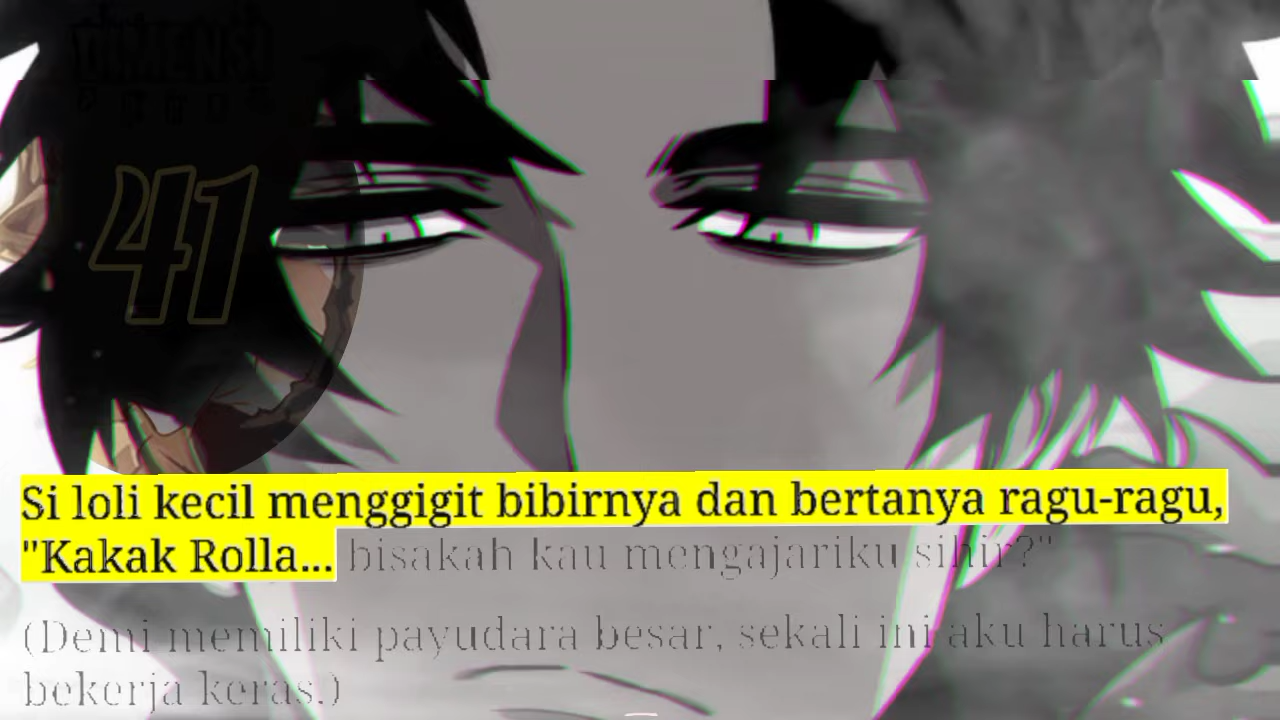 DIMENSI
41
Si loli kecil menggigit bibirnya dan bertanya ragu-ragu,
"Kakak Rolla... bisakah kau mengajariku sihir?"
(Demi memiliki payudara besar, sekali ini aku harus
bekerja keras.)